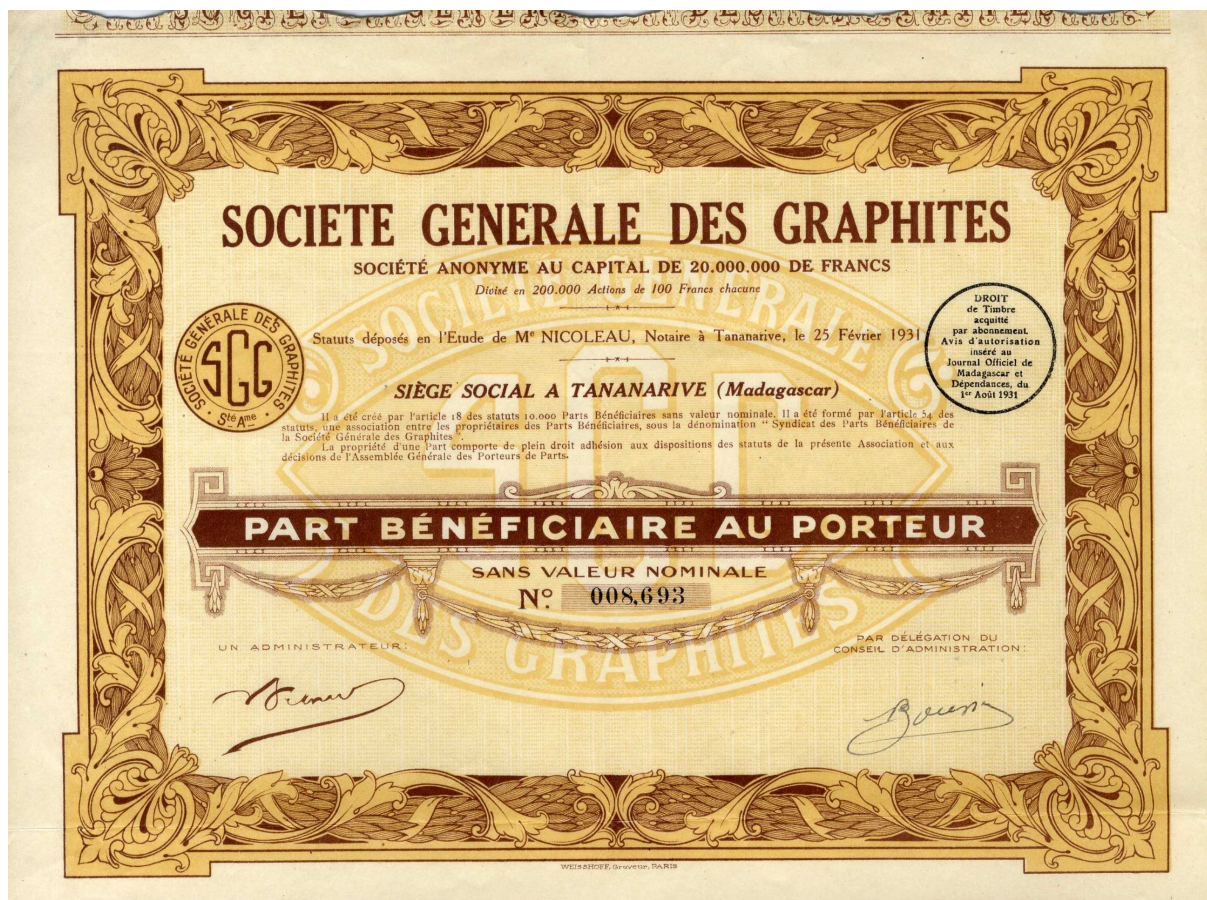 SOCIETE GENERALE DES GRAPHITES
SOCIÉTÉ ANONYME AU CAPITAL DE 20.000.000 DE FRANCS
Divisé en 200.000 Actions de 100 Francs chacune
Statuts déposés en l'Etude de Me NICOLEAU, Notaire à Tananarive, le 25 Février 1931
SOCIÉTÉ GÉNÉRALE DES GRAPHITES
SGG
Sté Ame
DROIT
de Timbre
acquitté
par abonnement.
Avis d'autorisation
inséré au
Journal Officiel de
Madagascar et
Dépendances, du
1er Août 1931
SIÈGE SOCIAL A TANANARIVE (Madagascar)
Il a été créé par l'article 18 des statuts 10.000 Parts Bénéficiaires sans valeur nominale. Il a été formé par l'article 54 des
statuts, une association entre les propriétaires des Parts Bénéficiaires, sous la dénomination " Syndicat des Parts Bénéficiaires de
la Société Générale des Graphites ".
La propriété d'une Part comporte de plein droit adhésion aux dispositions des statuts de la présente Association et aux
décisions de l'Assemblée Générale des Porteurs de Parts.
SOCIÉTÉ GÉNÉRALE
SGG
DES GRAPHITES
PART BÉNÉFICIAIRE AU PORTEUR
SANS VALEUR NOMINALE
No. 008,693
UN ADMINISTRATEUR:
PAR DÉLÉGATION DU
CONSEIL D'ADMINISTRATION:
WEISSHOFF, Graveur, PARIS